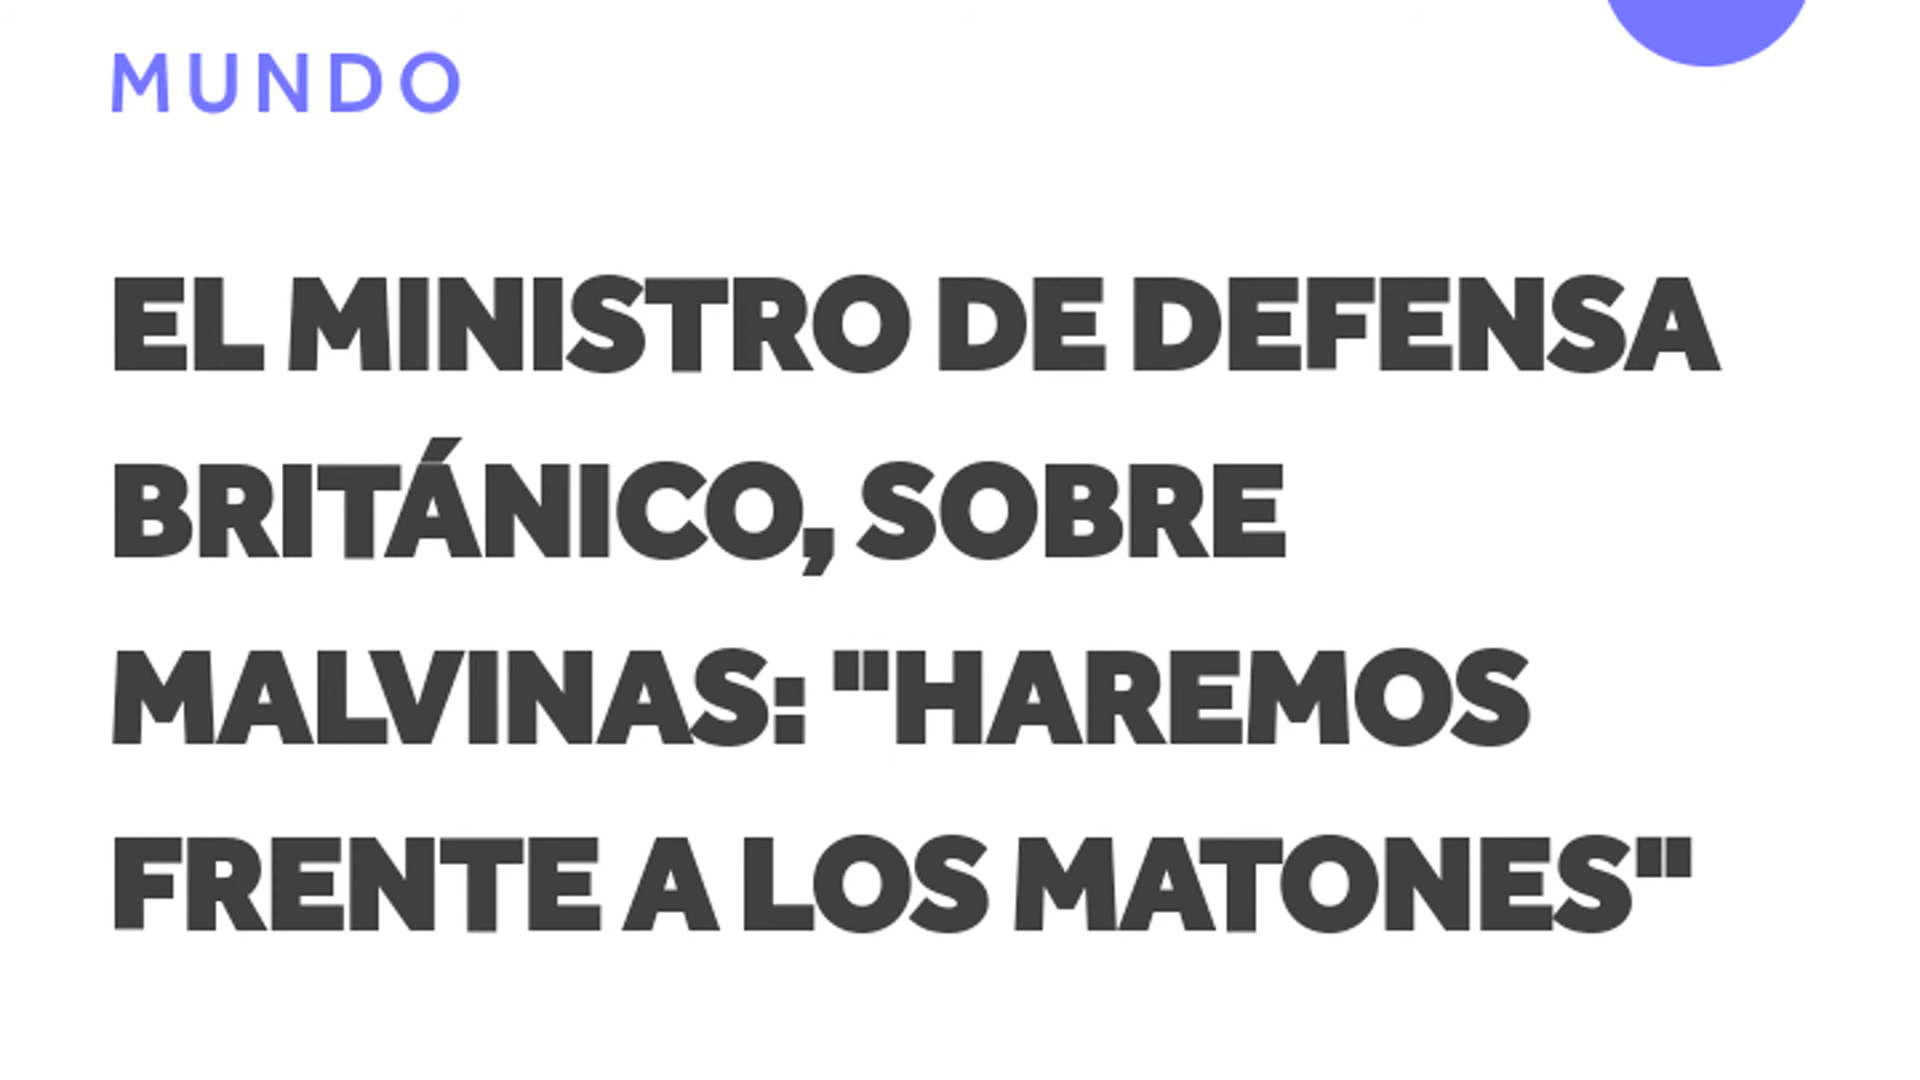 MUNDO
EL MINISTRO DE DEFENSA
BRITÁNICO, SOBRE
MALVINAS: "HAREMOS
FRENTE A LOS MATONES"